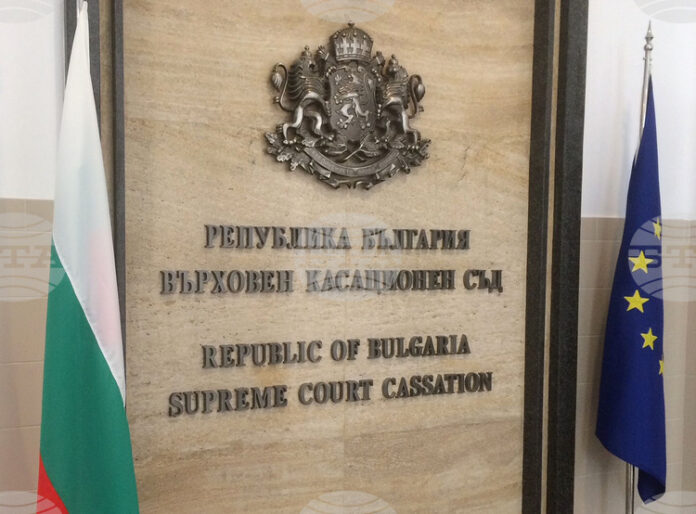 РЕПУБЛИКА БЪЛГАРИЯ
ВЪРХОВЕН КАСАЦИОНЕН СЪД
REPUBLIC OF BULGARIA
SUPREME COURT CASSATION